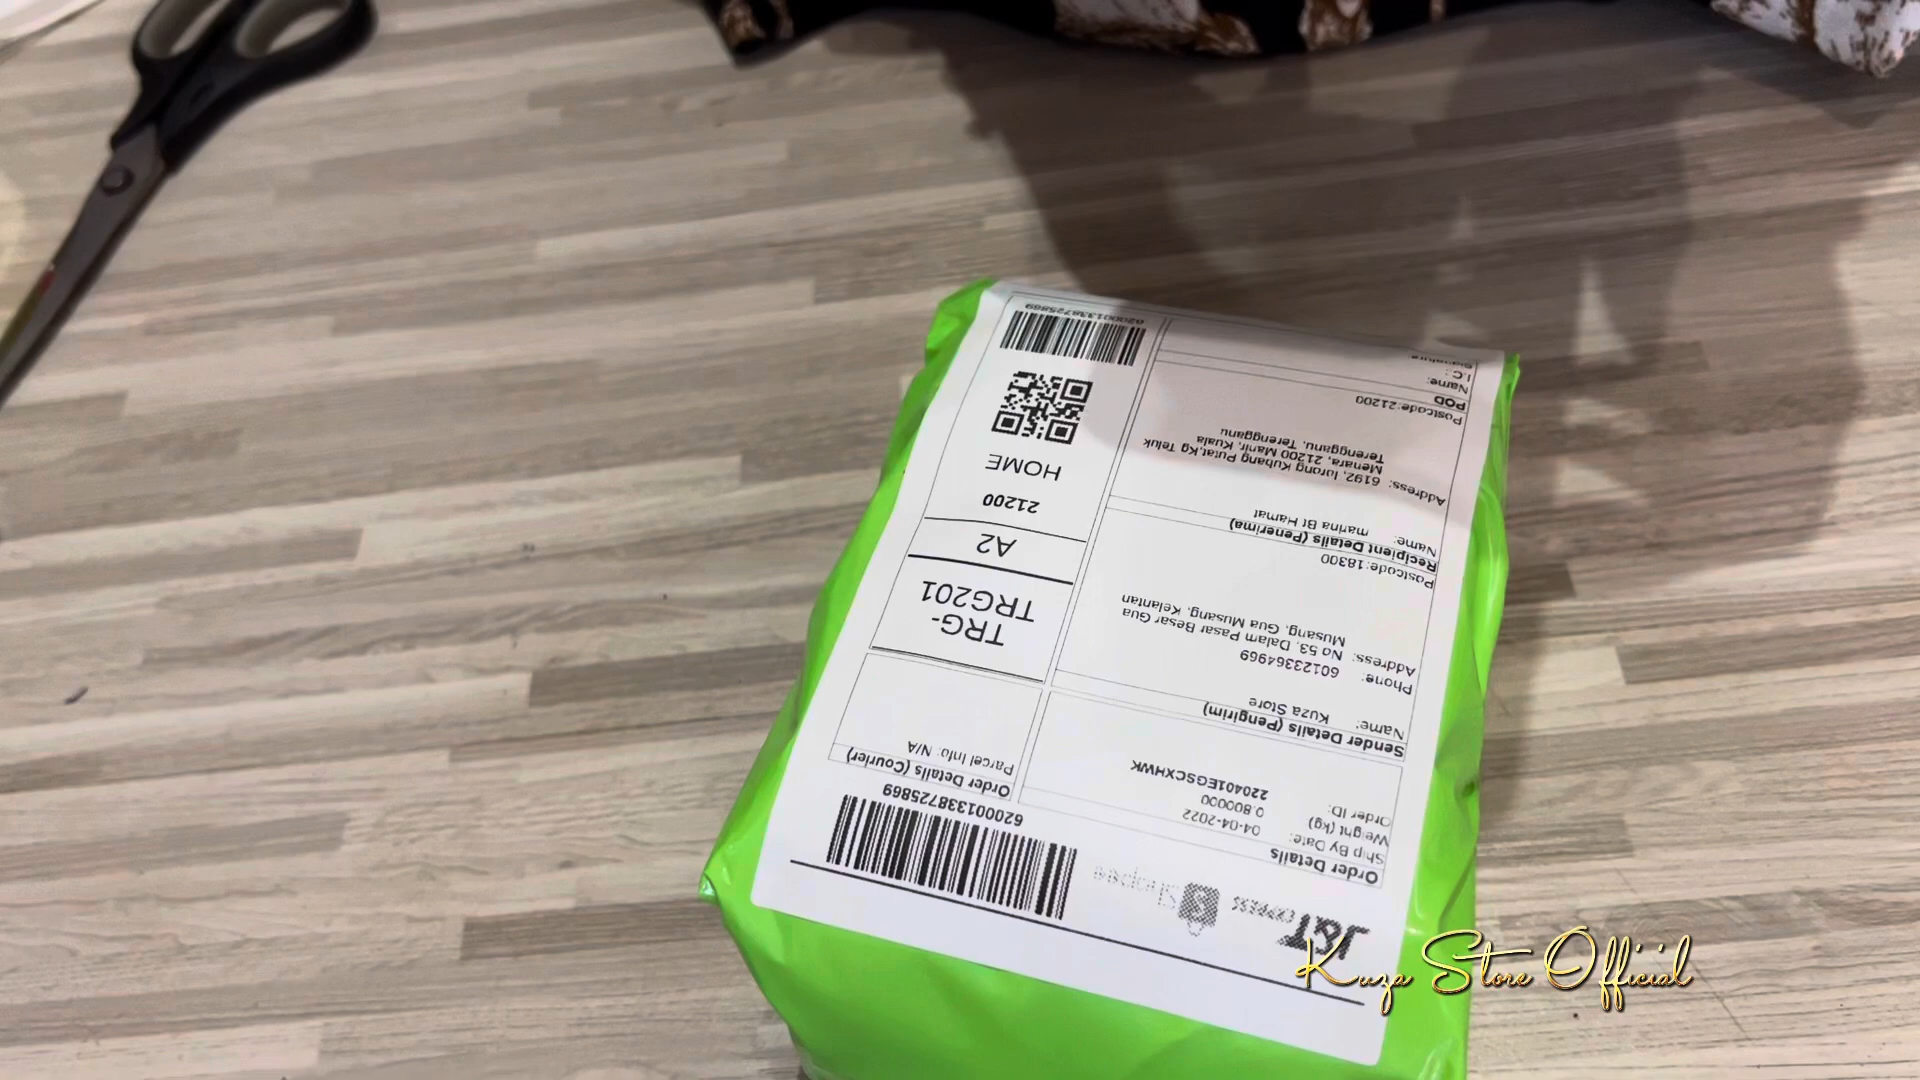 J&T EXPRESS Shopee
620001338725869
Order Details
Ship By Date: 04-04-2022
Weight (kg) 0.800000
Order ID: 220401EGSCXHWK
Order Details (Courier)
Parcel Info: N/A
Sender Details (Pengirim)
Name: Kuza Store
Phone: 60123364969
Address: No 53, Dalam Pasar Besar Gua
Musang, Gua Musang, Kelantan
Postcode:18300
TRG-
TRG201
A2
21200
HOME
Recipient Details (Penerima)
Name: marina Bt Hamat
Address: 6192, lorong Kubang Putat,Kg Teluk
Menara, 21200 Manir, Kuala
Terengganu, Terengganu
Postcode:21200
POD
Name:
I.C :
Signature:
620001338725869
Kuza Store Official